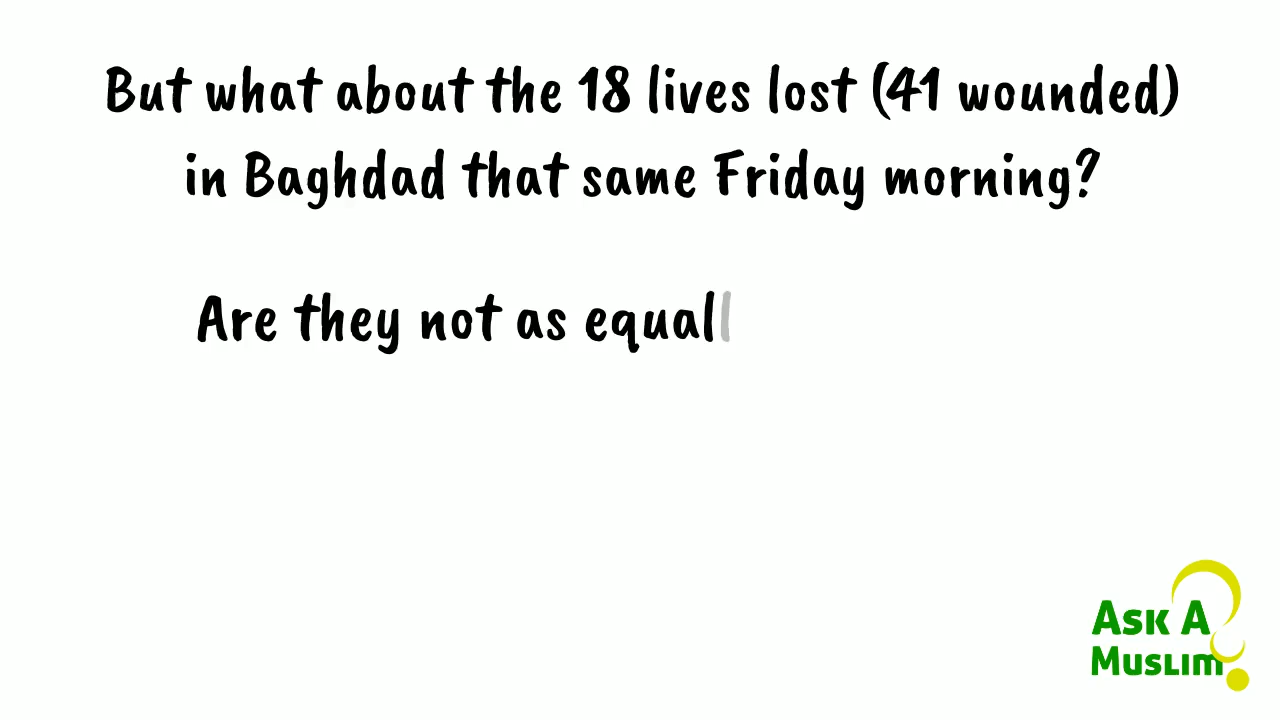 But what about the 18 lives lost (41 wounded)
in Baghdad that same Friday morning?
Are they not as equall
Ask A
Muslim